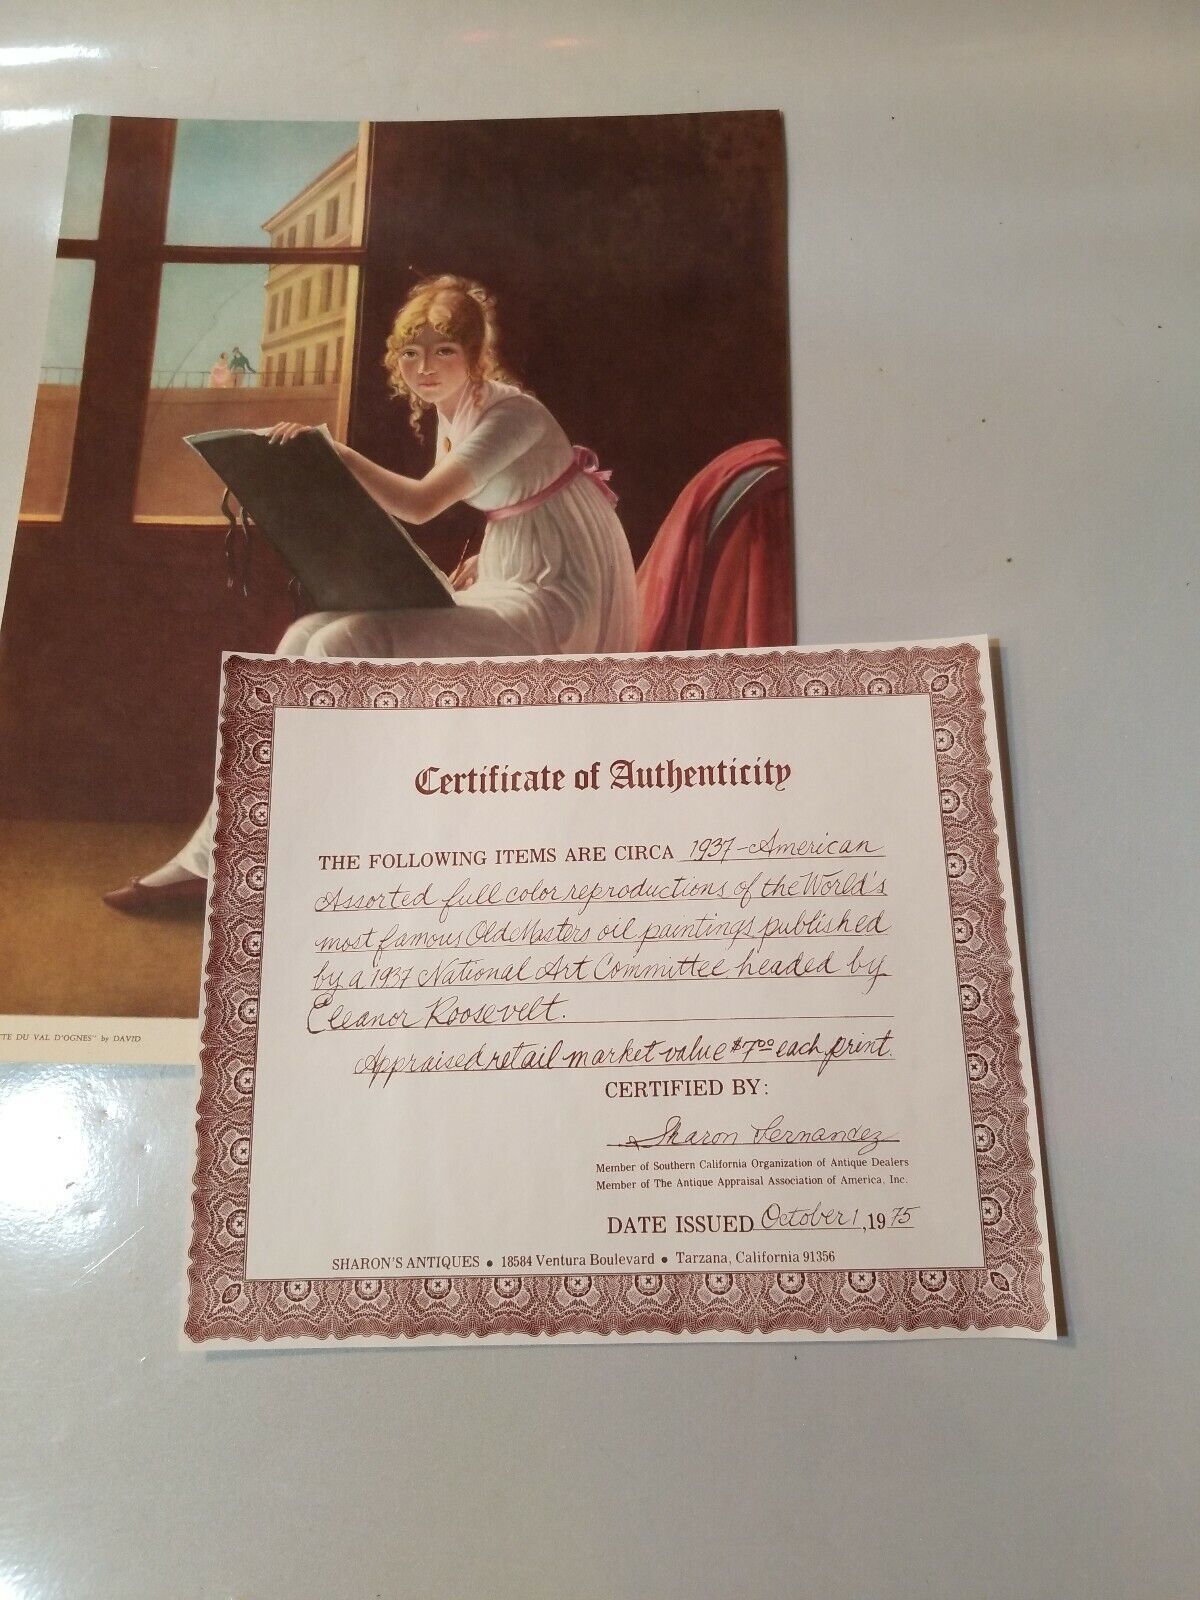 TE DU VAL D'OGNES" by DAVID
Certificate of Authenticity
THE FOLLOWING ITEMS ARE CIRCA 1937-American
Assorted full color reproductions of the World's
most famous Old Masters oil paintings published
by a 1937 National Art Committee, headed by
Eleanor Roosevelt.
Appraised retail market value $7.00 each print.
CERTIFIED BY:
Sharon Fernandez
Member of Southern California Organization of Antique Dealers
Member of The Antique Appraisal Association of America, Inc.
DATE ISSUED October 1, 1975
SHARON'S ANTIQUES • 18584 Ventura Boulevard • Tarzana, California 91356